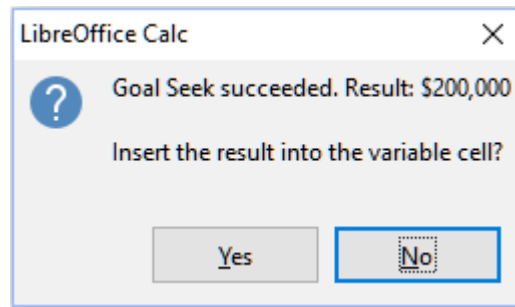 LibreOffice Calc
Goal Seek succeeded. Result: $200,000
Insert the result into the variable cell?
Yes
No